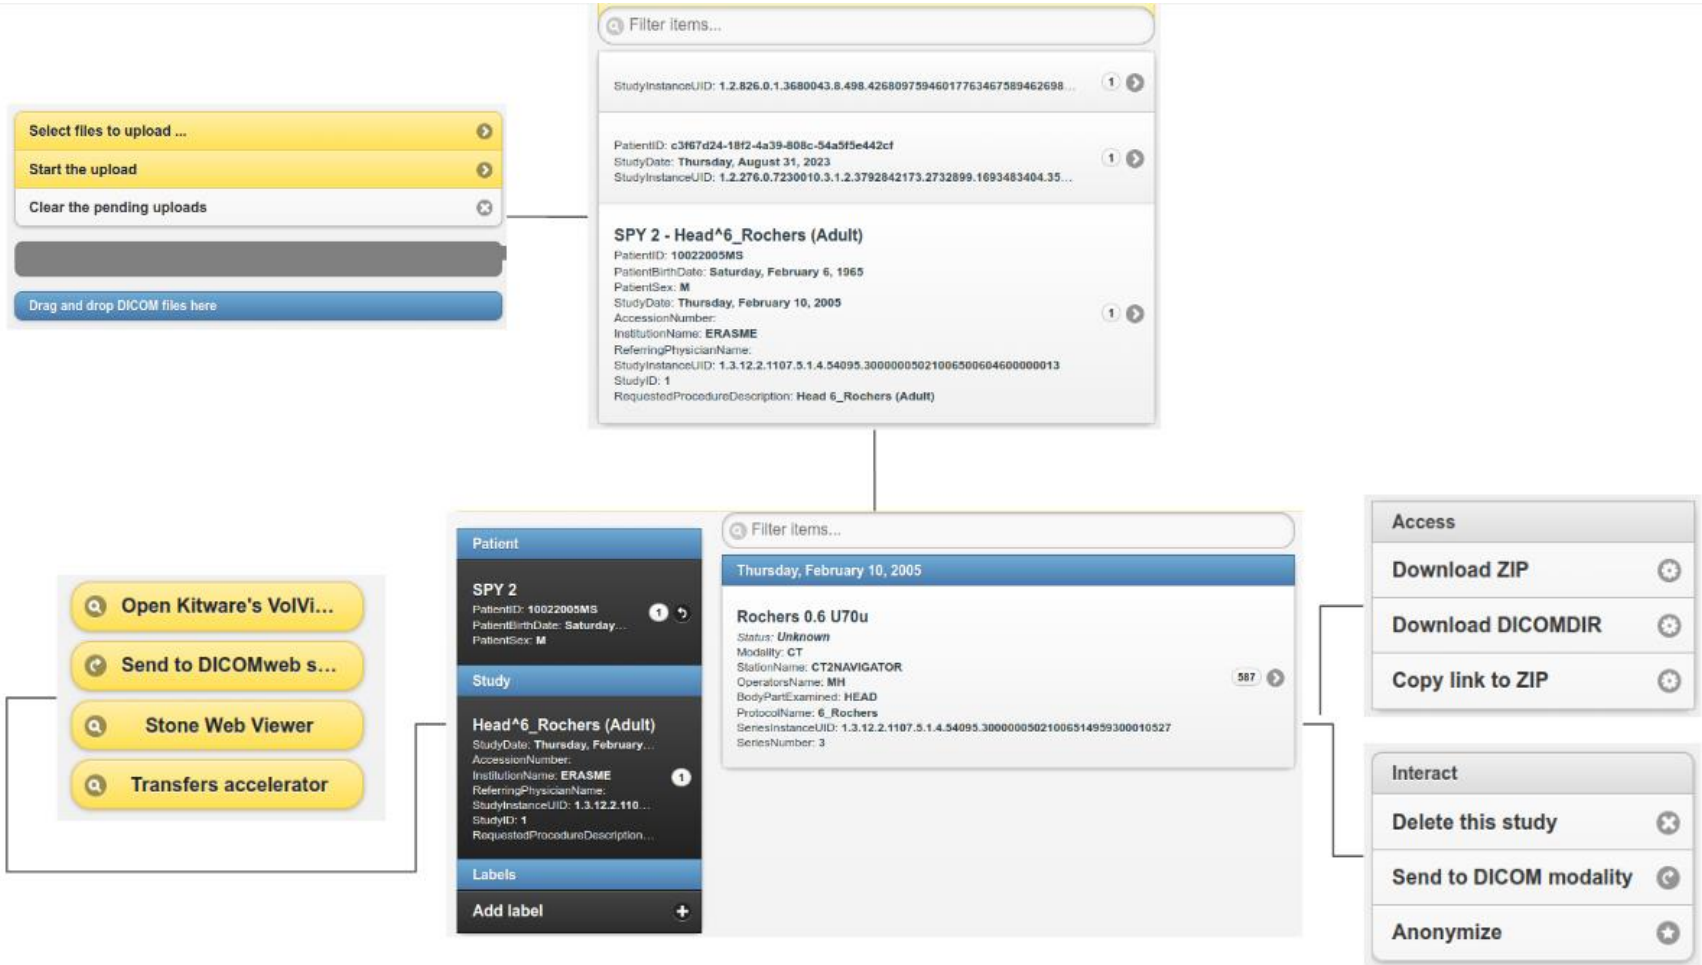 Filter items...
StudyInstanceUID: 1.2.826.0.1.3680043.8.498.42680975946017763467589462698...
1
PatientID: c3f67d24-18f2-4a39-808c-54a5f5e442cf
StudyDate: Thursday, August 31, 2023
StudyInstanceUID: 1.2.276.0.7230010.3.1.2.3792842173.2732899.1693483404.35...
1
SPY 2 - Head^6_Rochers (Adult)
PatientID: 10022005MS
PatientBirthDate: Saturday, February 6, 1965
PatientSex: M
StudyDate: Thursday, February 10, 2005
AccessionNumber:
InstitutionName: ERASME
ReferringPhysicianName:
StudyInstanceUID: 1.3.12.2.1107.5.1.4.54095.30000005021006500604600000013
StudyID: 1
RequestedProcedureDescription: Head 6_Rochers (Adult)
1
Select files to upload ...
Start the upload
Clear the pending uploads
Drag and drop DICOM files here
Open Kitware's VolVi...
Send to DICOMweb s...
Stone Web Viewer
Transfers accelerator
Patient
SPY 2
PatientID: 10022005MS
PatientBirthDate: Saturday...
PatientSex: M
1
Study
Head^6_Rochers (Adult)
StudyDate: Thursday, February...
AccessionNumber:
InstitutionName: ERASME
ReferringPhysicianName:
StudyInstanceUID: 1.3.12.2.110...
StudyID: 1
RequestedProcedureDescription...
1
Labels
Add label
Filter items...
Thursday, February 10, 2005
Rochers 0.6 U70u
Status: Unknown
Modality: CT
StationName: CT2NAVIGATOR
OperatorsName: MH
BodyPartExamined: HEAD
ProtocolName: 6_Rochers
SeriesInstanceUID: 1.3.12.2.1107.5.1.4.54095.30000005021006514959300010527
SeriesNumber: 3
587
Access
Download ZIP
Download DICOMDIR
Copy link to ZIP
Interact
Delete this study
Send to DICOM modality
Anonymize